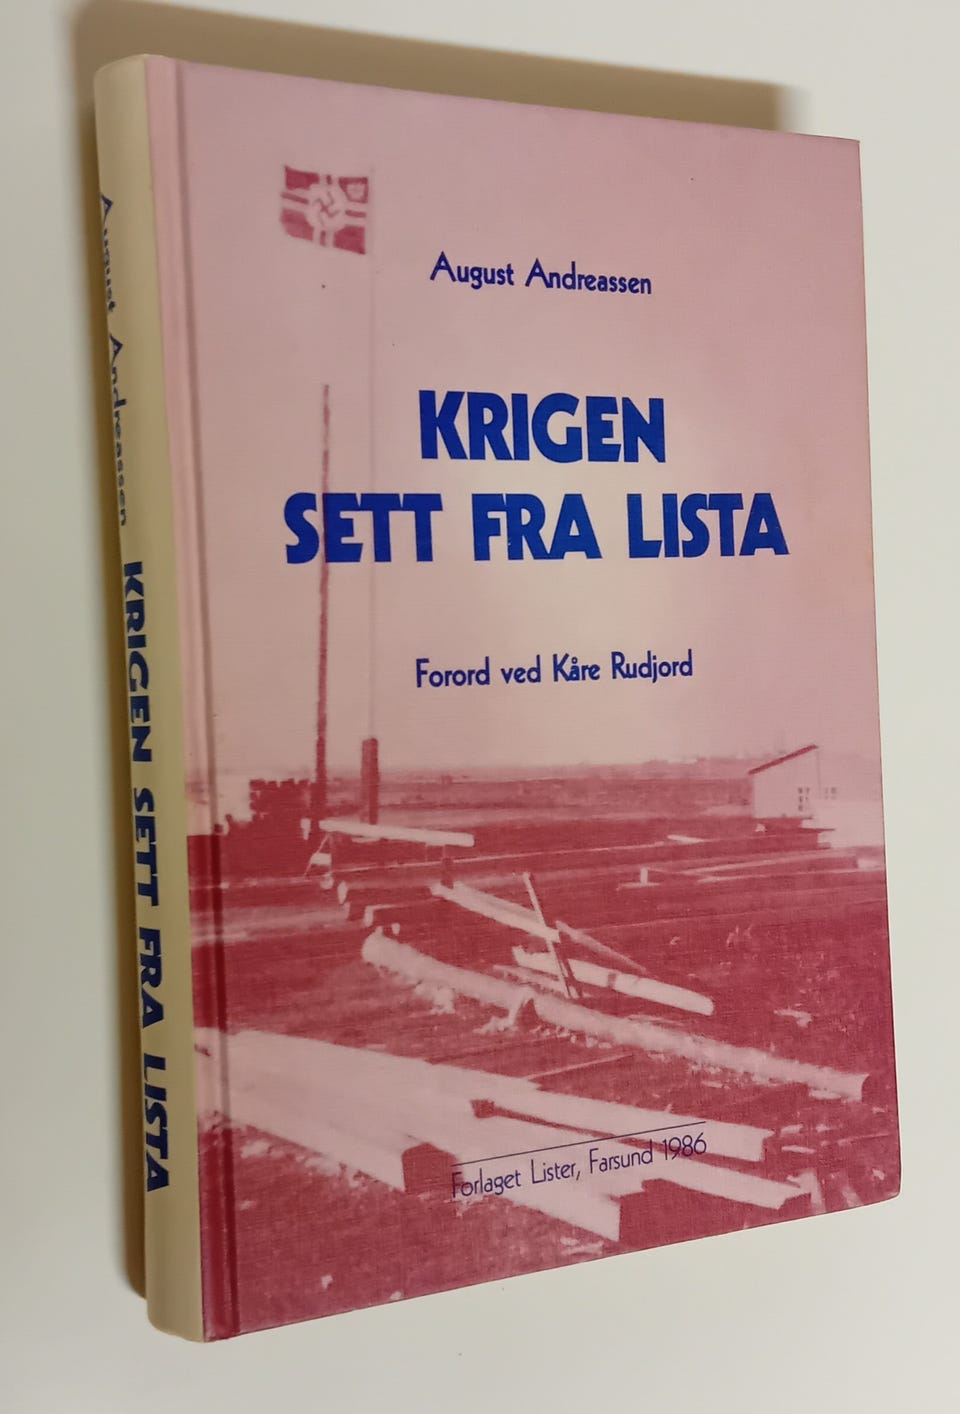 August Andreassen
KRIGEN
SETT FRA LISTA
Forord ved Kåre Rudjord
Forlaget Lister, Farsund 1986
August Andreassen KRIGEN SETT FRA LISTA